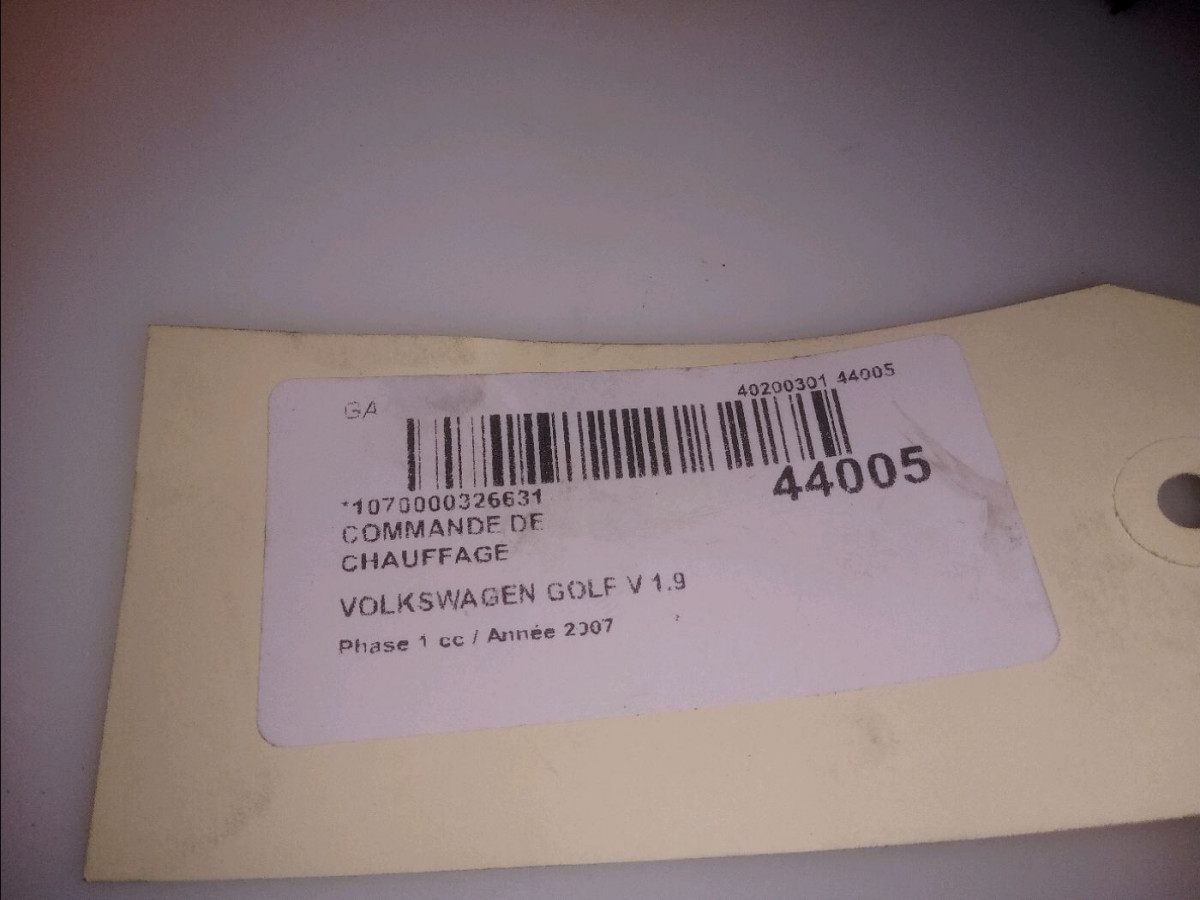 GA
40200301 44005
44005
*1070000326631
COMMANDE DE
CHAUFFAGE
VOLKSWAGEN GOLF V 1.9
Phase 1 cc / Année 2007